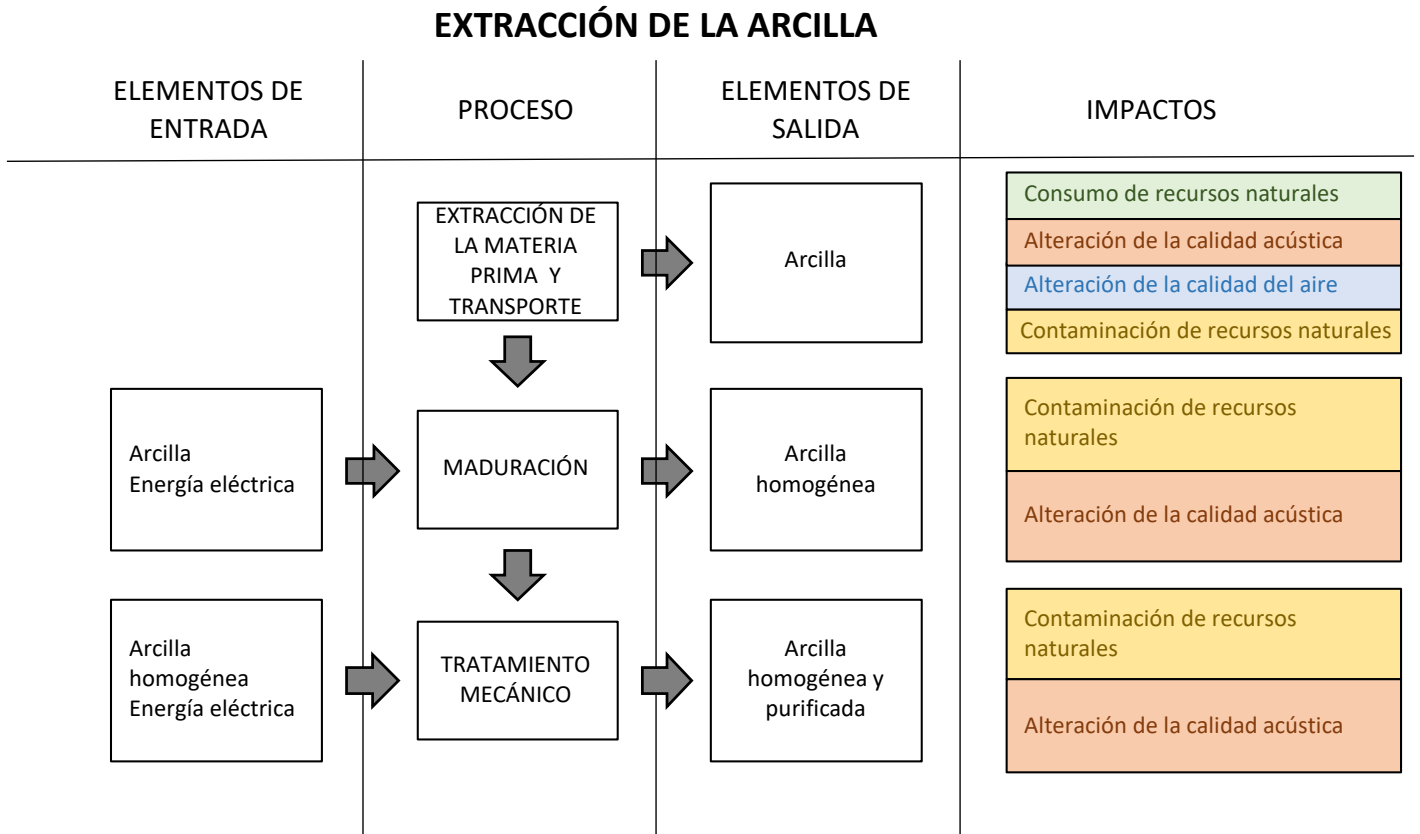 EXTRACCIÓN DE LA ARCILLA
ELEMENTOS DE
ENTRADA
PROCESO
ELEMENTOS DE
SALIDA
IMPACTOS
EXTRACCIÓN DE
LA MATERIA
PRIMA Y
TRANSPORTE
Arcilla
Consumo de recursos naturales
Alteración de la calidad acústica
Alteración de la calidad del aire
Contaminación de recursos naturales
Arcilla
Energía eléctrica
MADURACIÓN
Arcilla
homogénea
Contaminación de recursos
naturales
Alteración de la calidad acústica
Arcilla
homogénea
Energía eléctrica
TRATAMIENTO
MECÁNICO
Arcilla
homogénea y
purificada
Contaminación de recursos
naturales
Alteración de la calidad acústica